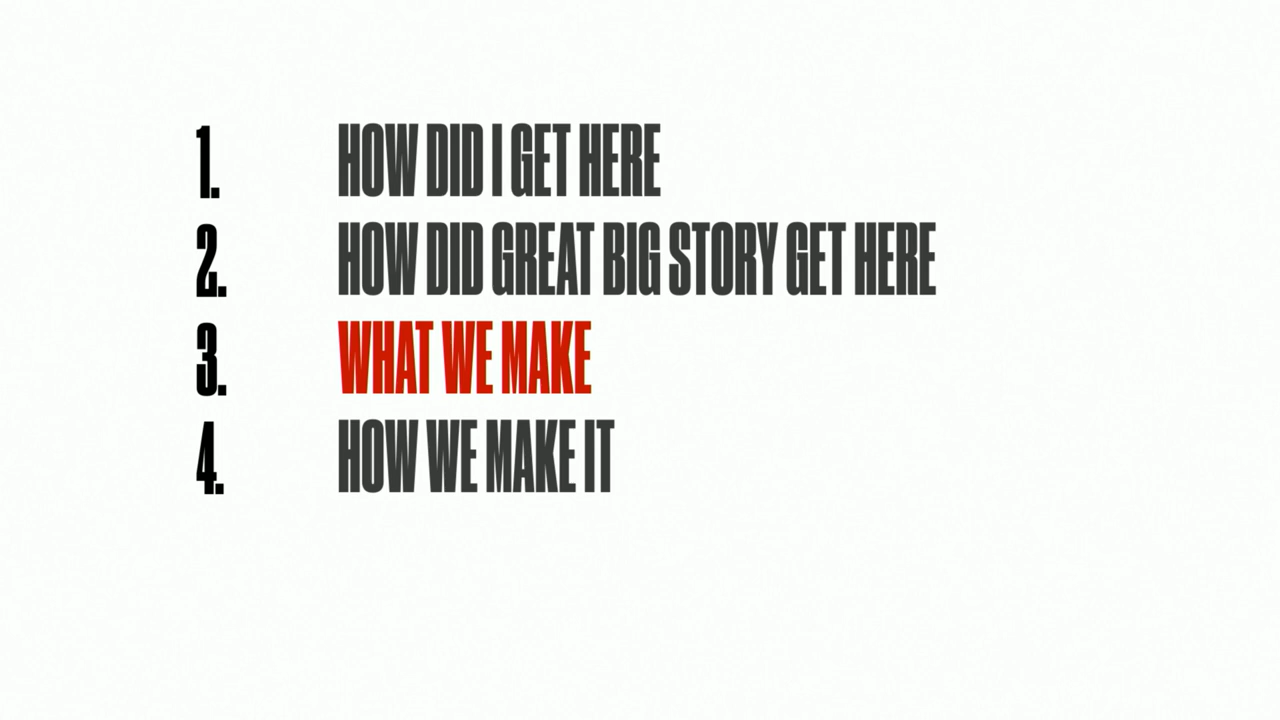 1. HOW DID I GET HERE
2. HOW DID GREAT BIG STORY GET HERE
3. WHAT WE MAKE
4. HOW WE MAKE IT